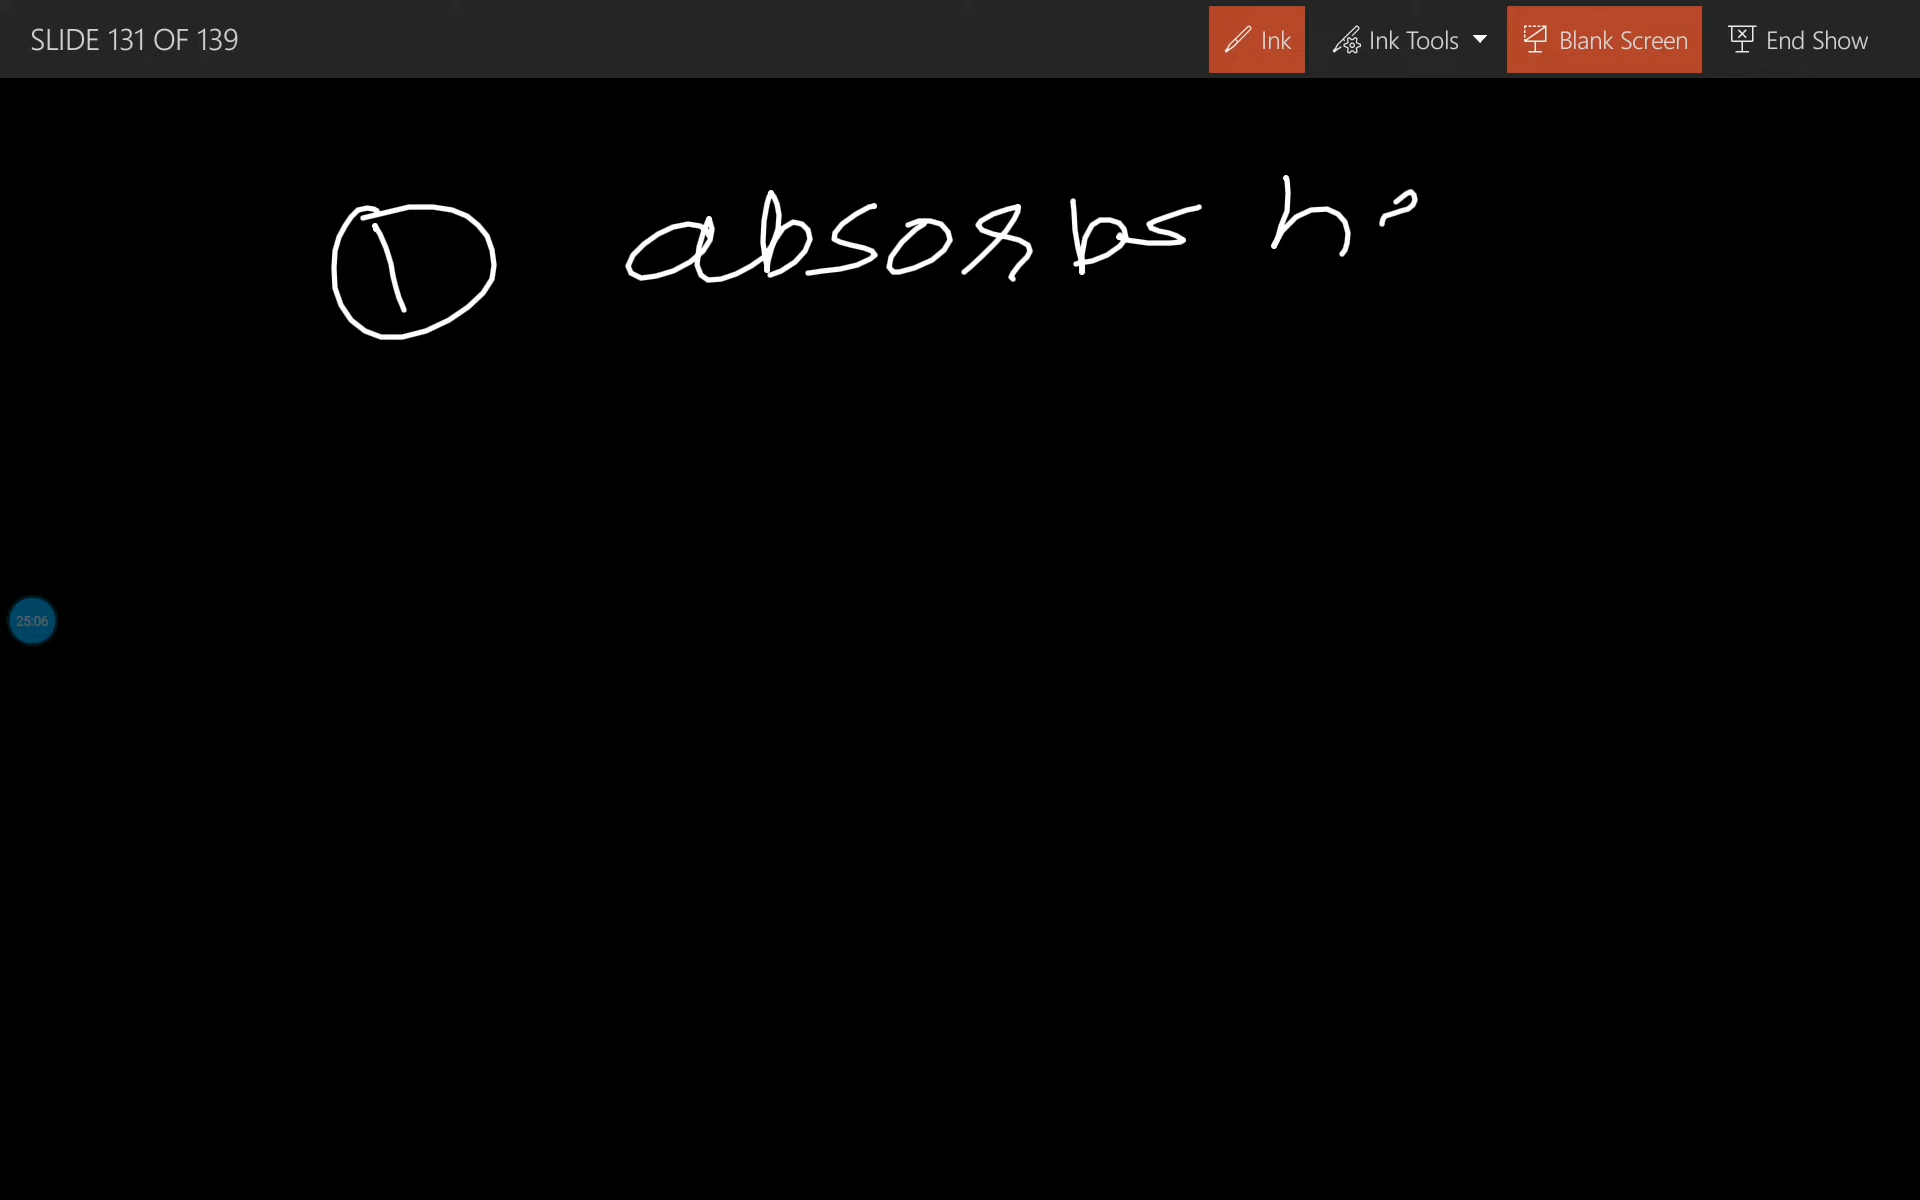 SLIDE 131 OF 139 Ink Ink Tools Blank Screen End Show
1 absorbs
25:06